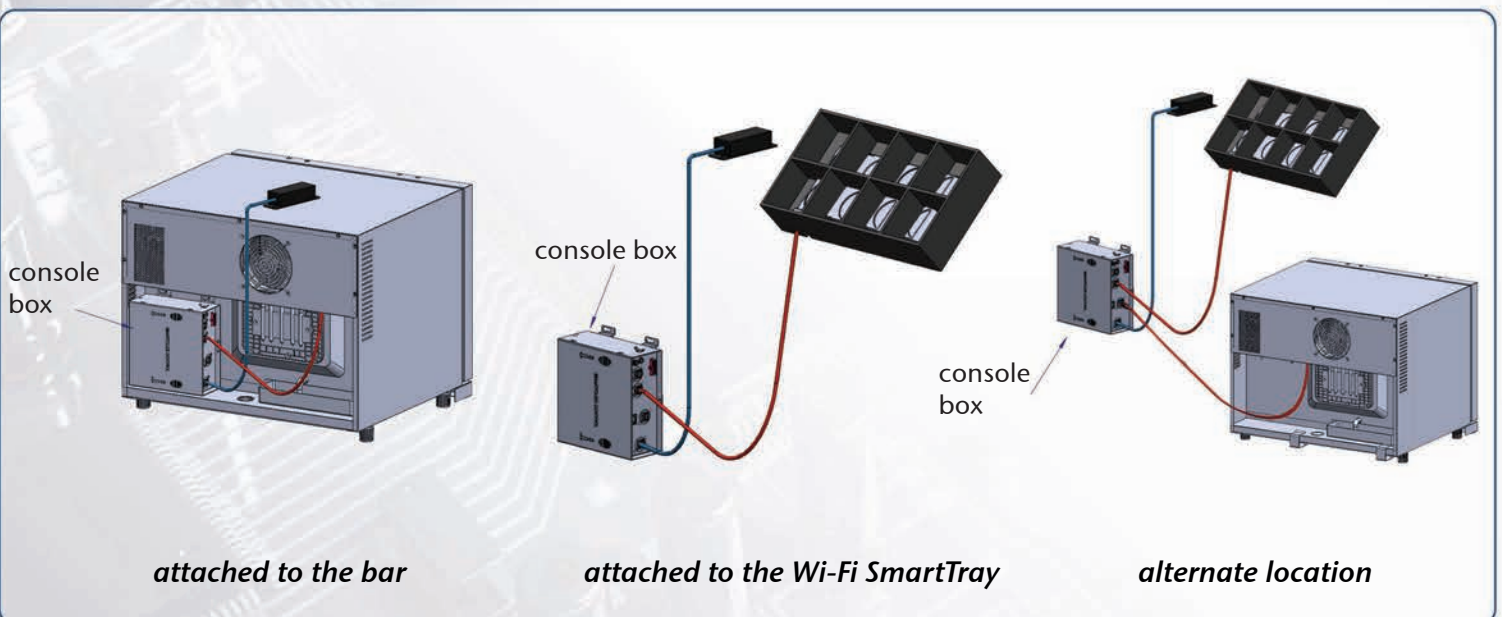 console
box
console box
console
box
attached to the bar
attached to the Wi-Fi SmartTray
alternate location